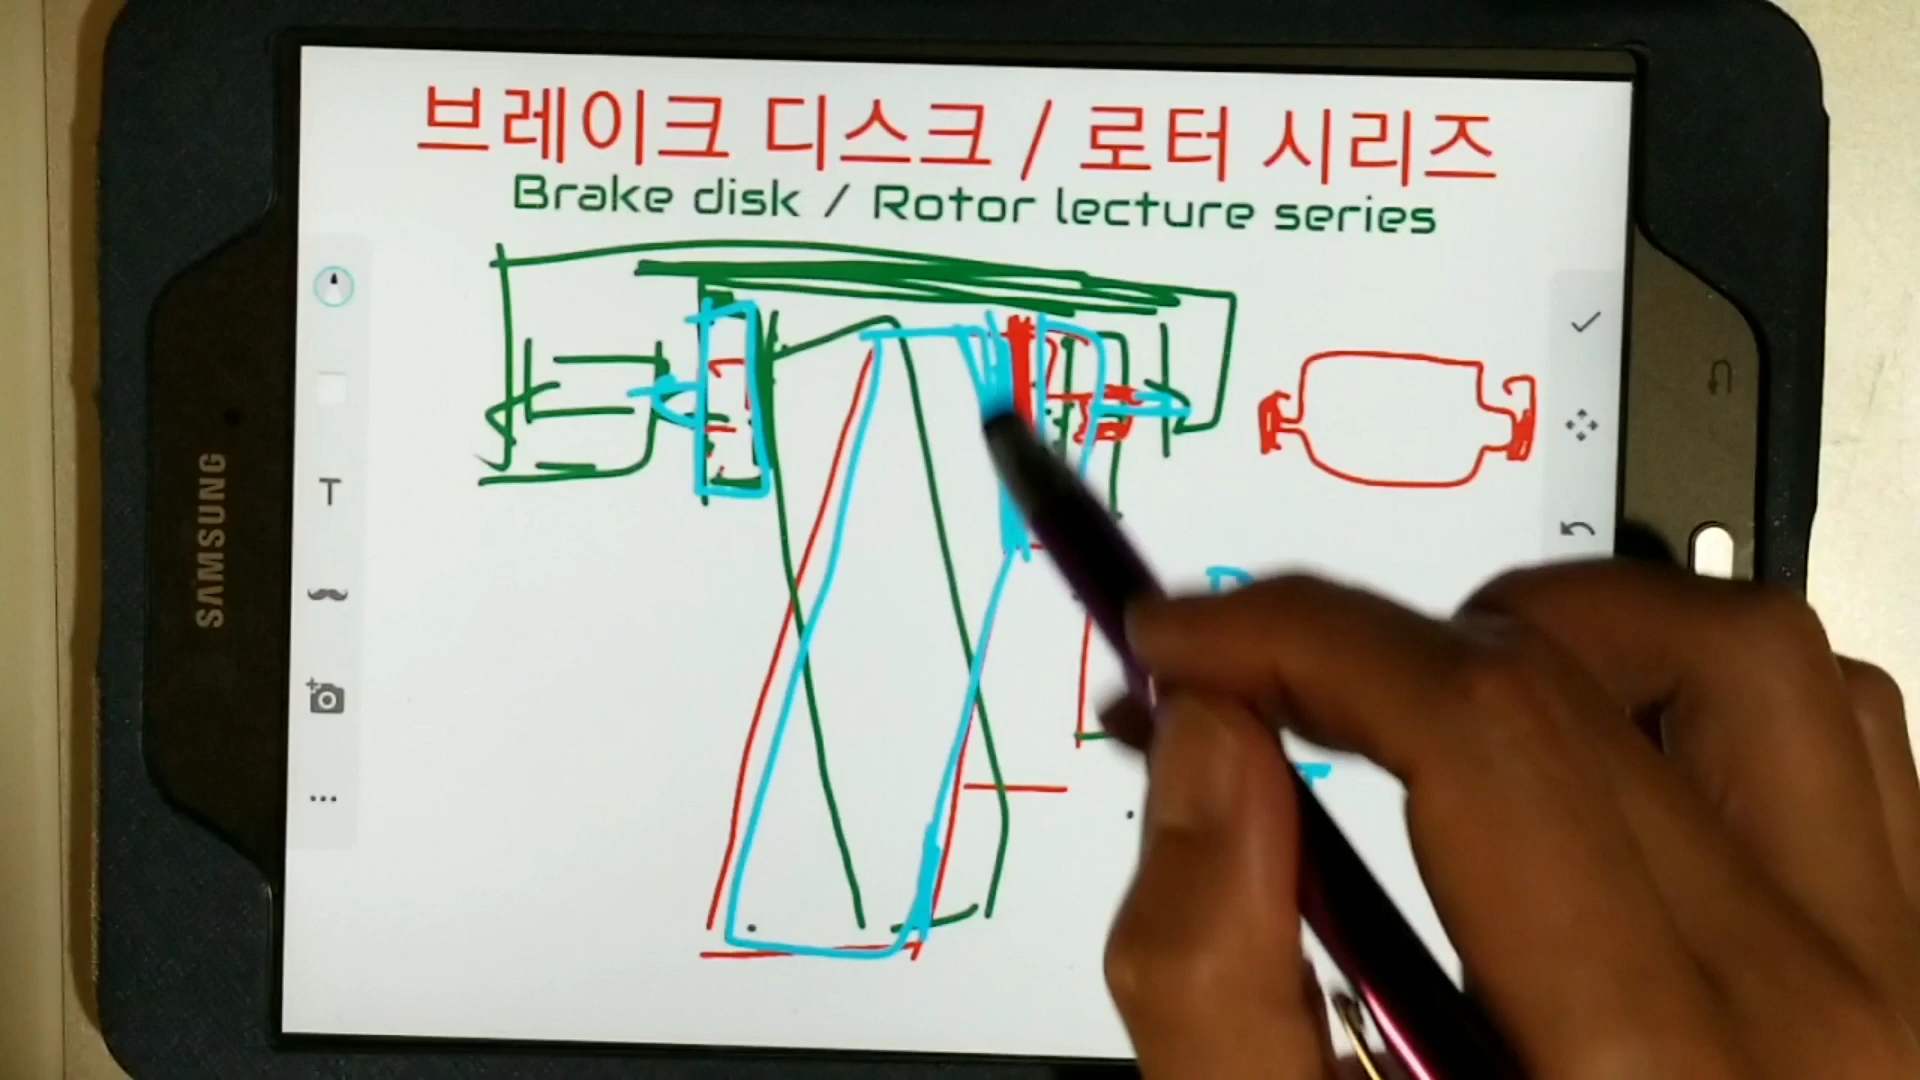 브레이크 디스크 / 로터 시리즈
Brake disk / Rotor lecture series
SAMSUNG
T